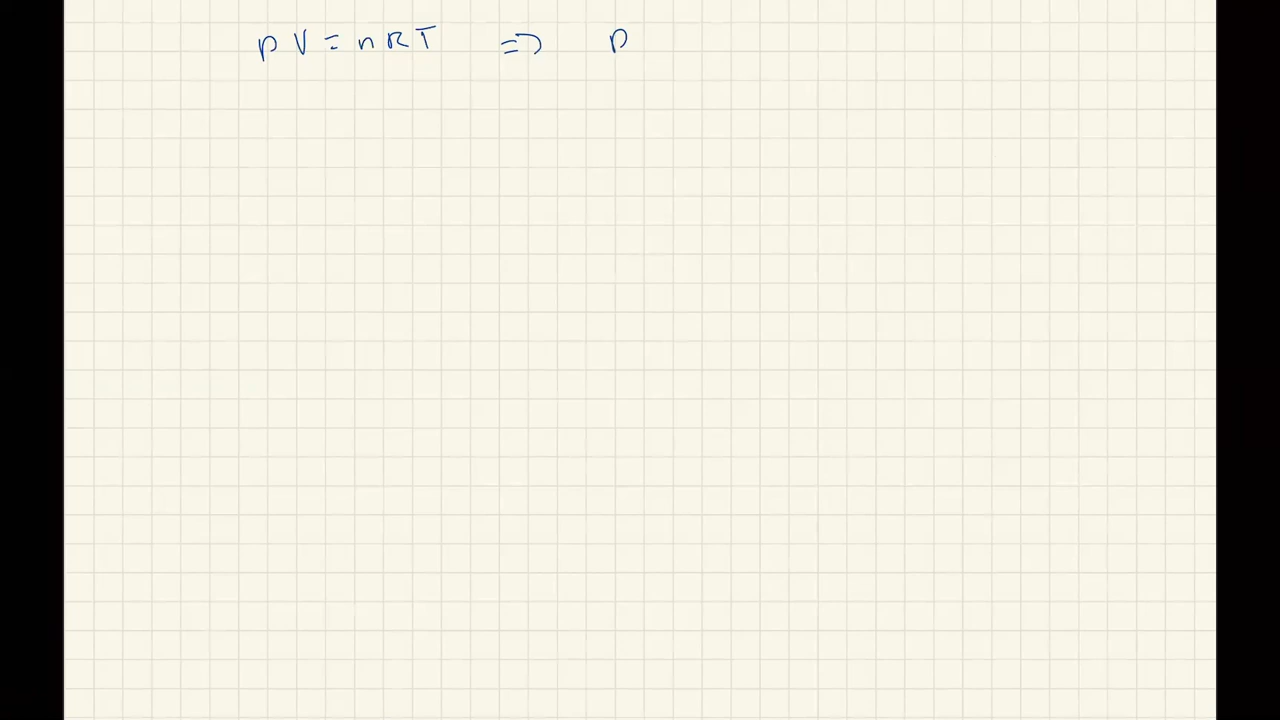 pV = nRT => p